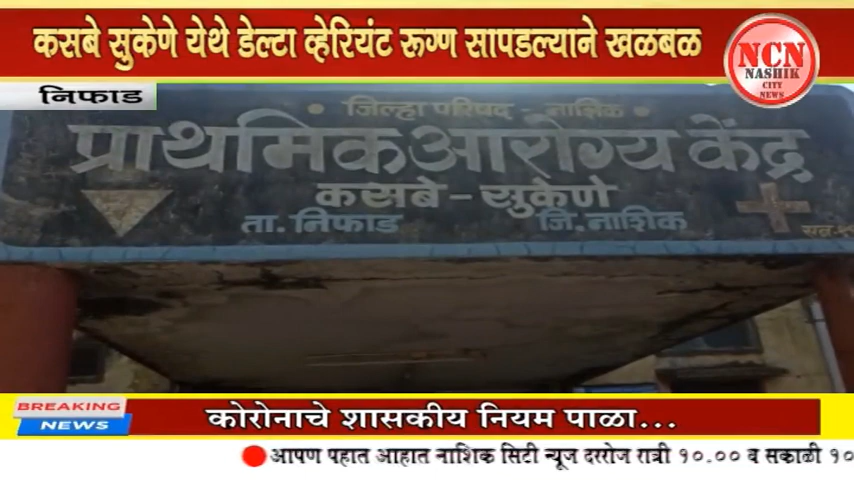 कसबे सुकेणे येथे डेल्टा व्हेरियंट रूग्ण सापडल्याने खळबळ
NCN
NASHIK
CITY
NEWS
निफाड
जिल्हा परिषद - नाशिक
प्राथमिक आरोग्य केंद्र
कसबे - सुकेणे
ता. निफाड जि. नाशिक
BREAKING
NEWS
कोरोनाचे शासकीय नियम पाळा...
आपण पहात आहात नाशिक सिटी न्यूज दररोज रात्री १०.०० व सकाळी १०